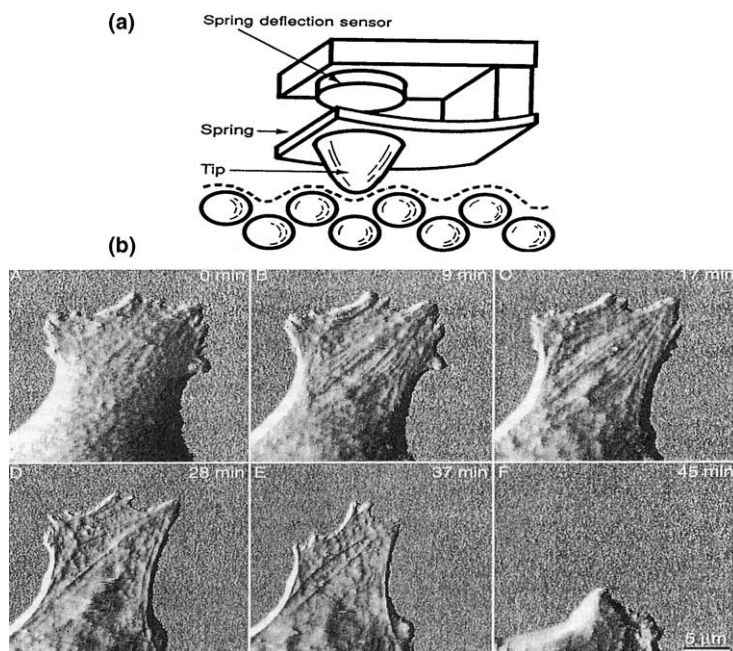 (a)
Spring deflection sensor
Spring
Tip
(b)
A 0 min
B 9 min
C 17 min
D 28 min
E 37 min
F 45 min
5 μm